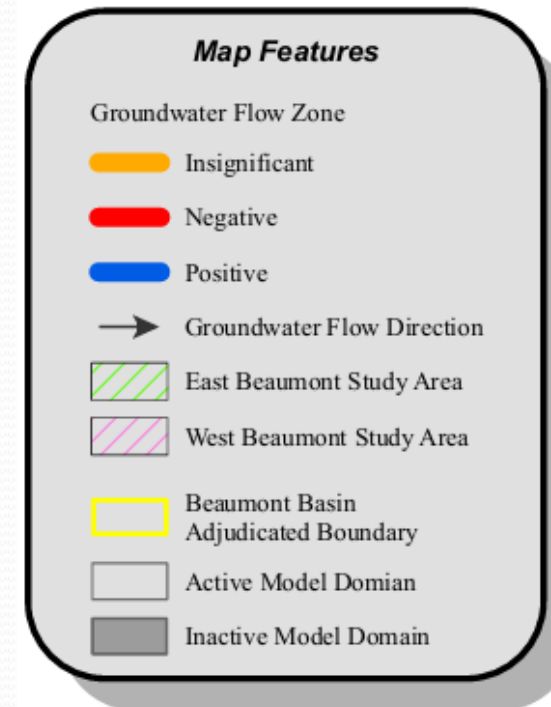 Map Features
Groundwater Flow Zone
Insignificant
Negative
Positive
Groundwater Flow Direction
East Beaumont Study Area
West Beaumont Study Area
Beaumont Basin
Adjudicated Boundary
Active Model Domian
Inactive Model Domain